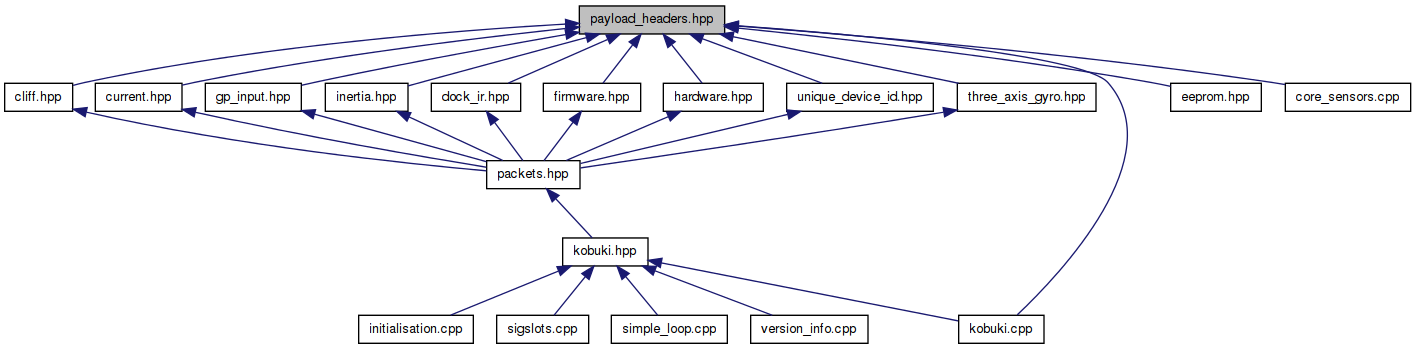 payload_headers.hpp
cliff.hpp
current.hpp
gp_input.hpp
inertia.hpp
dock_ir.hpp
firmware.hpp
hardware.hpp
unique_device_id.hpp
three_axis_gyro.hpp
eeprom.hpp
core_sensors.cpp
packets.hpp
kobuki.hpp
initialisation.cpp
sigslots.cpp
simple_loop.cpp
version_info.cpp
kobuki.cpp